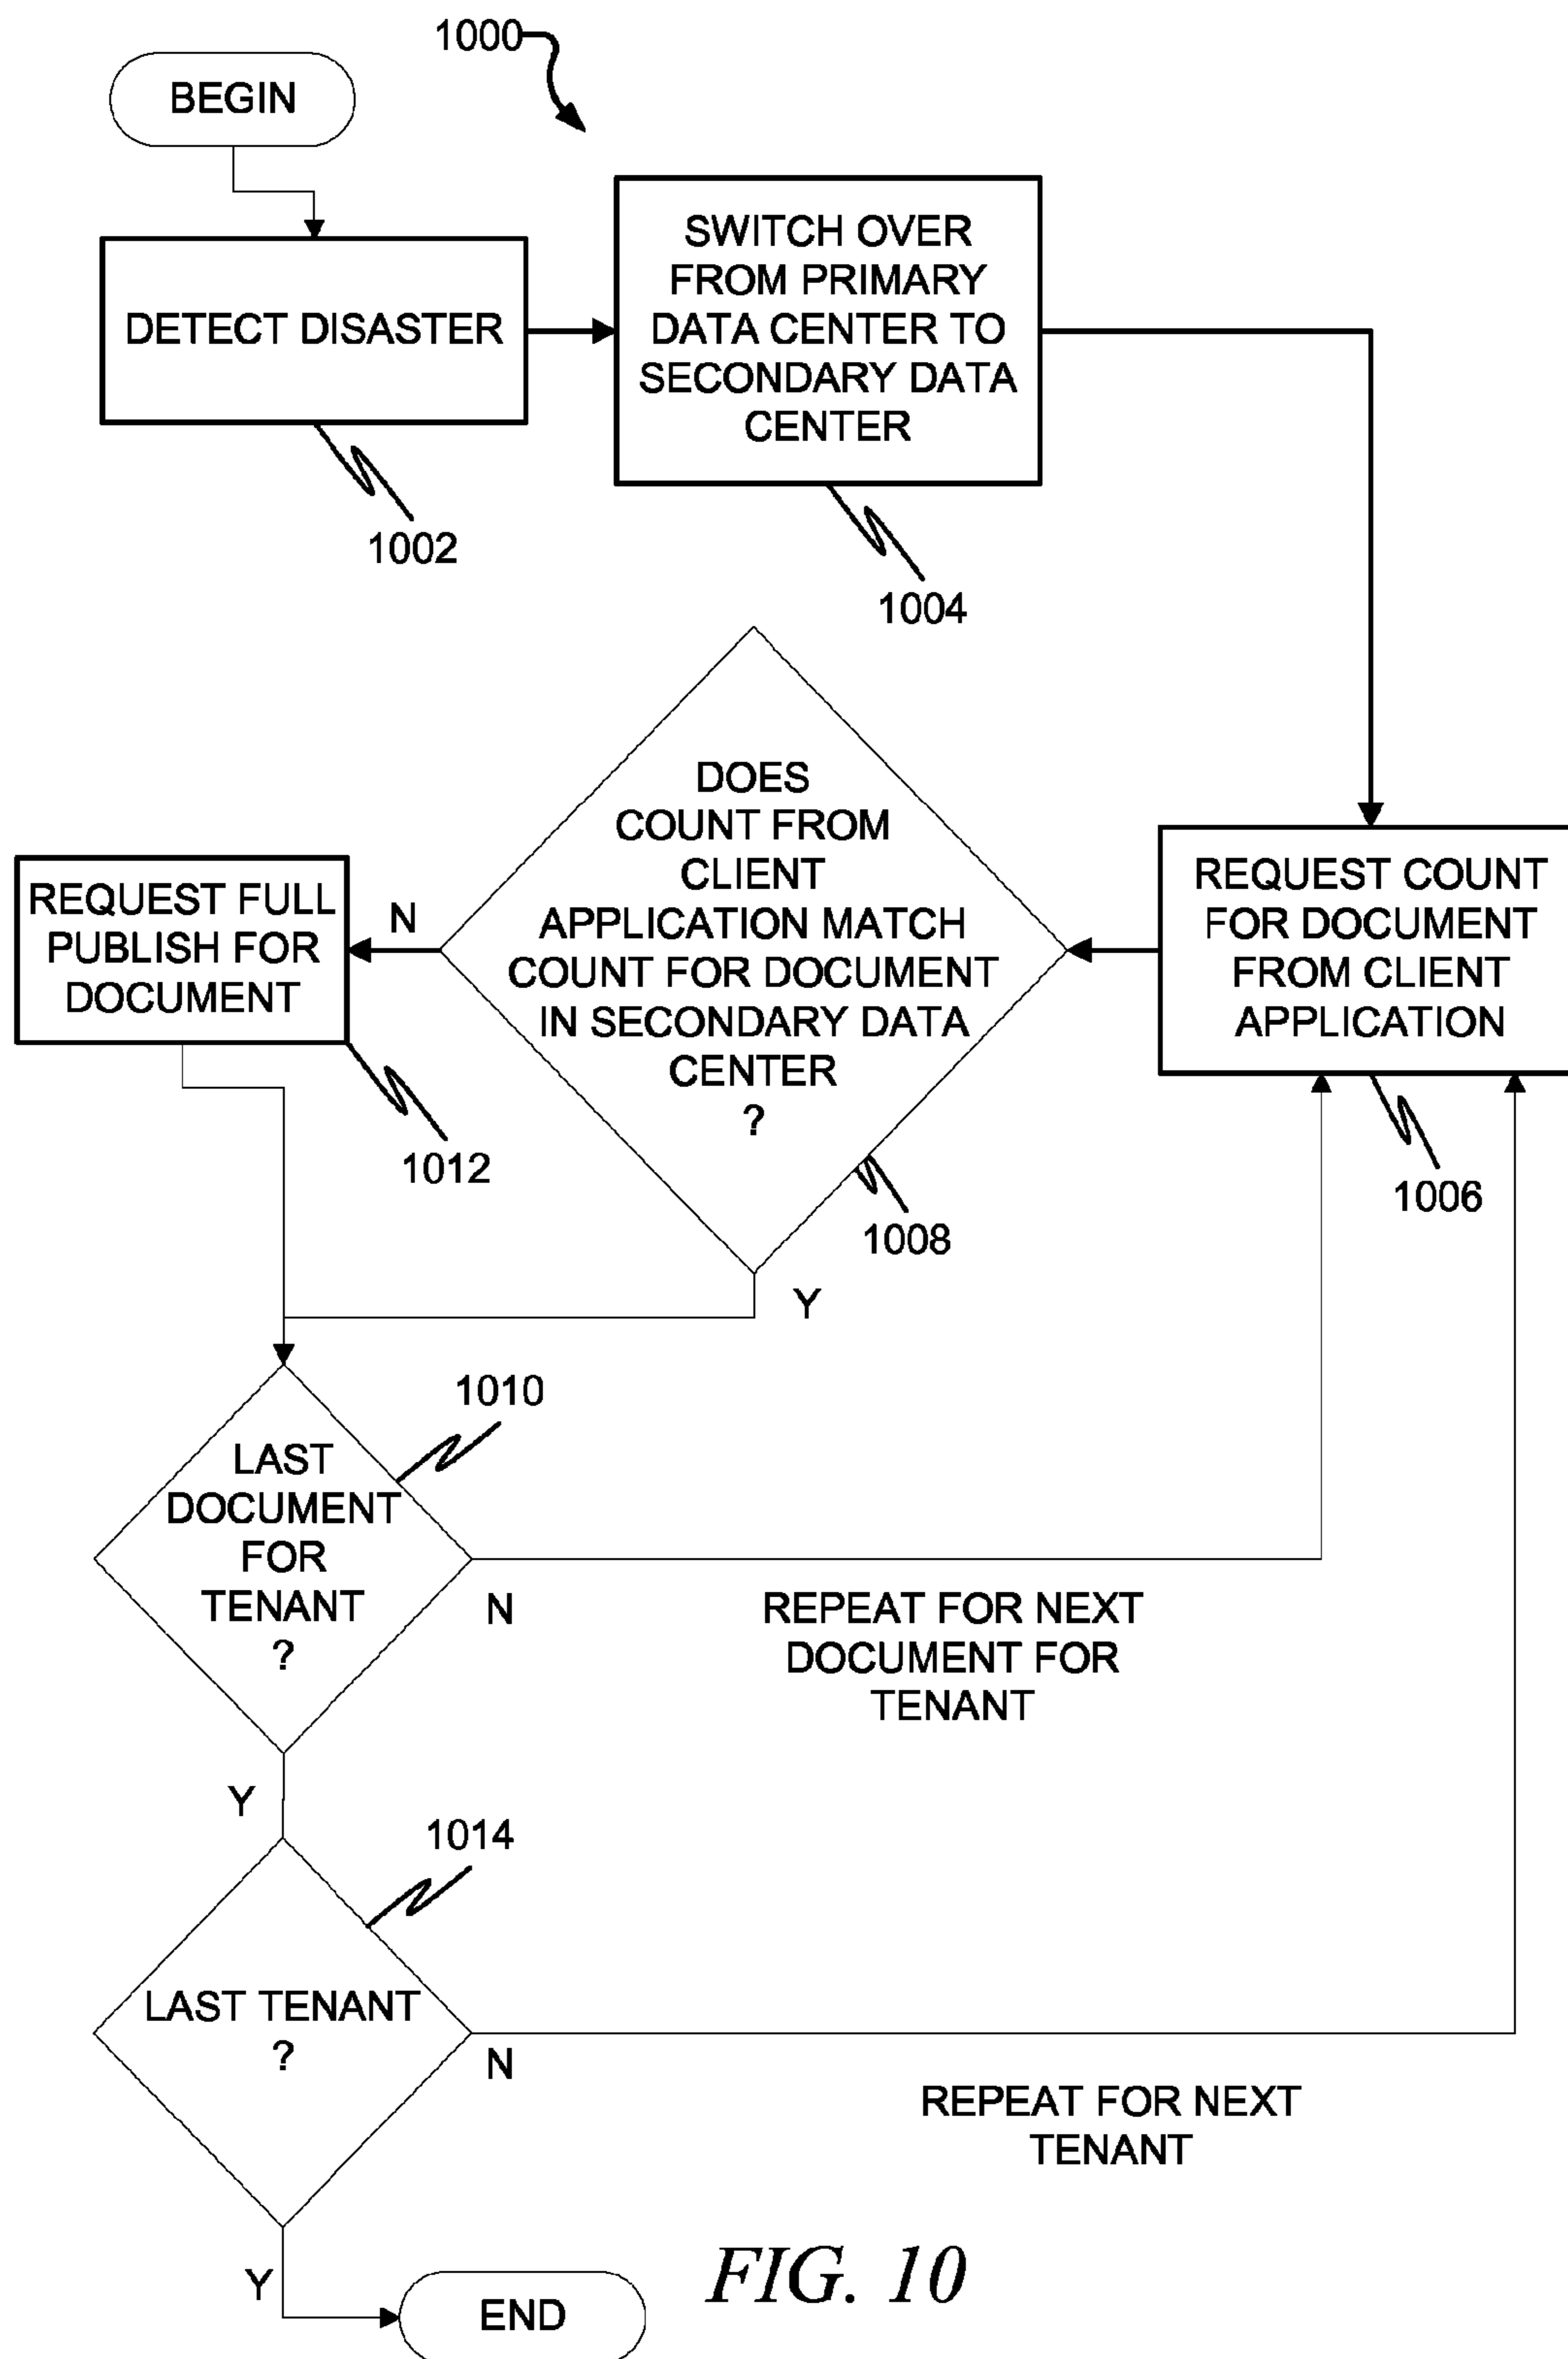 1000
BEGIN
DETECT DISASTER
1002
SWITCH OVER
FROM PRIMARY
DATA CENTER TO
SECONDARY DATA
CENTER
1004
REQUEST COUNT
FOR DOCUMENT
FROM CLIENT
APPLICATION
1006
DOES
COUNT FROM
CLIENT
APPLICATION MATCH
COUNT FOR DOCUMENT
IN SECONDARY DATA
CENTER
?
1008
N
REQUEST FULL
PUBLISH FOR
DOCUMENT
1012
Y
1010
LAST
DOCUMENT
FOR
TENANT
?
N
REPEAT FOR NEXT
DOCUMENT FOR
TENANT
Y
1014
LAST TENANT
?
N
REPEAT FOR NEXT
TENANT
Y
END
FIG. 10